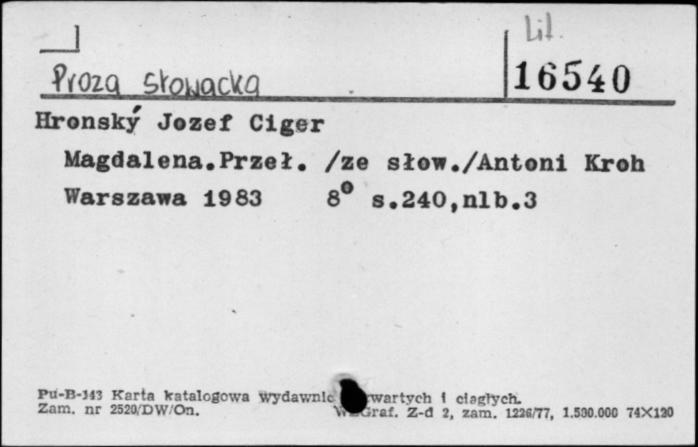 Lit.
Proza słowacka
16540
Hronský Jozef Ciger
Magdalena.Przeł. /ze słow./Antoni Kroh
Warszawa 1983 8° s.240,nlb.3
Pu-B-143 Karta katalogowa wydawnic wartych i ciągłych.
Zam. nr 2520/DW/On. Graf. Z-d 2, zam. 1226/77, 1.500.000 74X120